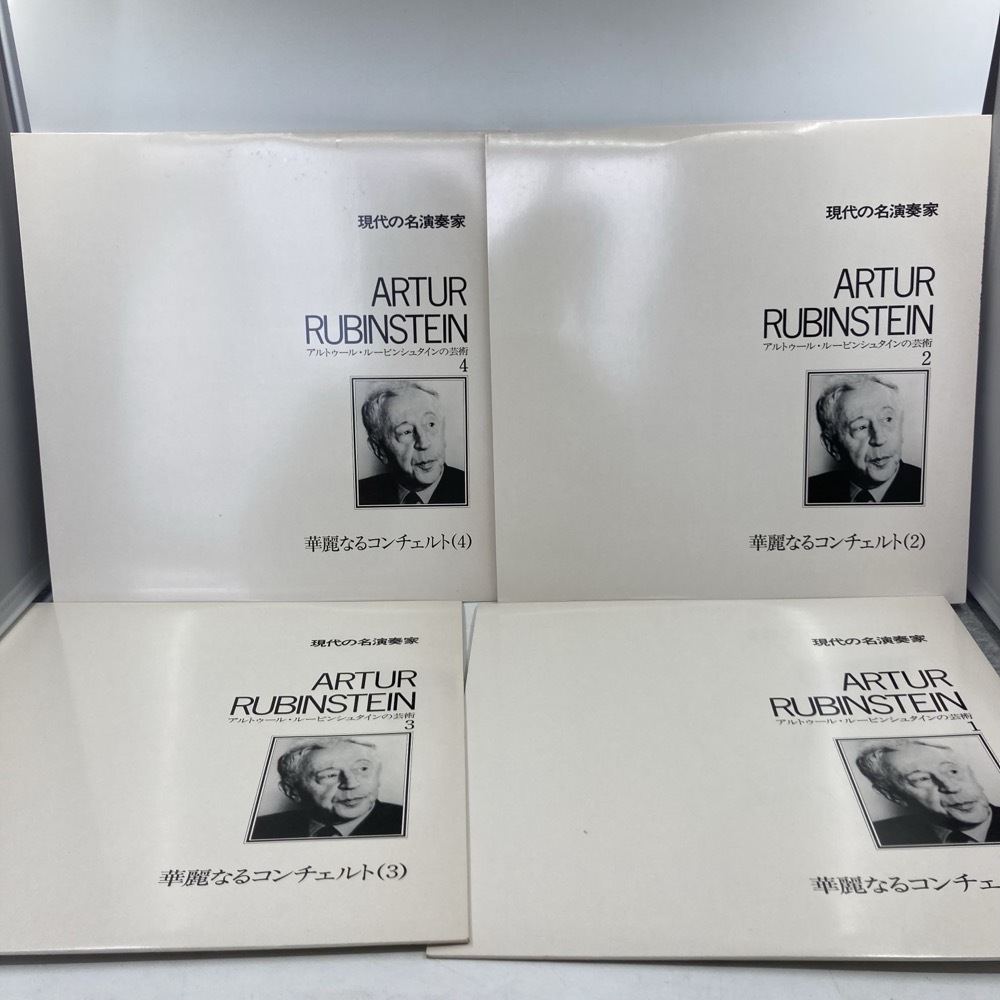 現代の名演奏家
ARTUR
RUBINSTEIN
アルトゥール・ルービンシュタインの芸術
4
華麗なるコンチェルト(4)
現代の名演奏家
ARTUR
RUBINSTEIN
アルトゥール・ルービンシュタインの芸術
2
華麗なるコンチェルト(2)
現代の名演奏家
ARTUR
RUBINSTEIN
アルトゥール・ルービンシュタインの芸術
3
華麗なるコンチェルト(3)
現代の名演奏家
ARTUR
RUBINSTEIN
アルトゥール・ルービンシュタインの芸術
1
華麗なるコンチェ